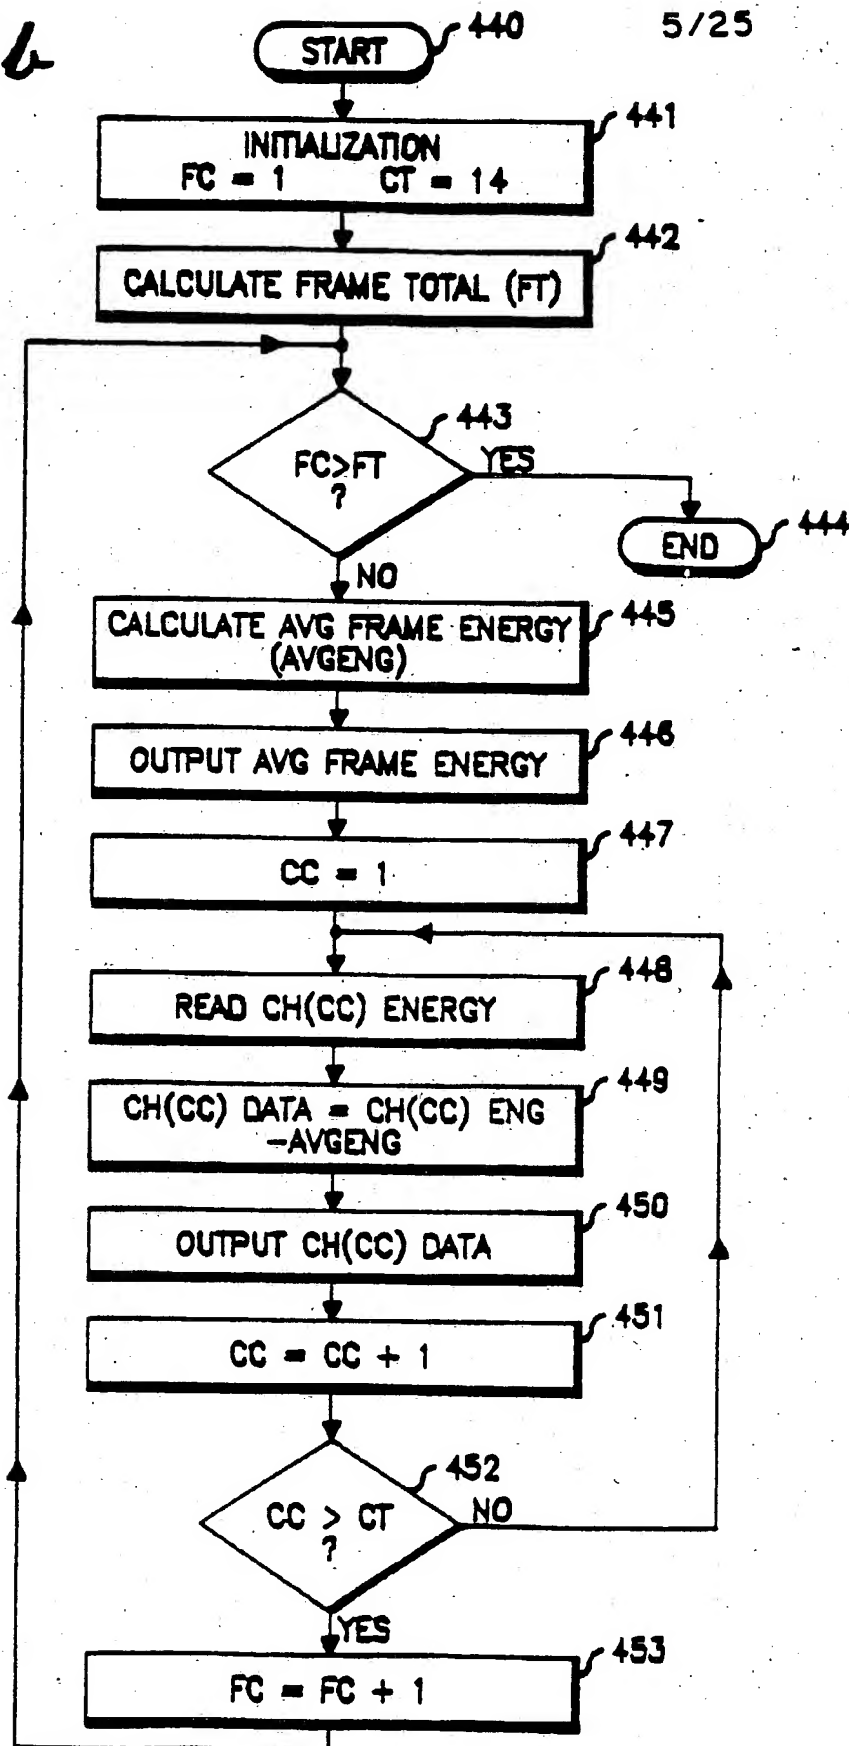 b
START
440
5/25
INITIALIZATION
FC = 1 CT = 14
441
CALCULATE FRAME TOTAL (FT)
442
FC>FT
?
443
YES
END
444
NO
CALCULATE AVG FRAME ENERGY
(AVGENG)
445
OUTPUT AVG FRAME ENERGY
446
CC = 1
447
READ CH(CC) ENERGY
448
CH(CC) DATA = CH(CC) ENG
-AVGENG
449
OUTPUT CH(CC) DATA
450
CC = CC + 1
451
CC > CT
?
452
NO
YES
FC = FC + 1
453